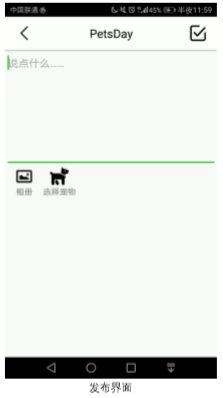 中国联通 45% 半夜11:59
PetsDay
说点什么......
相册 选择宠物
发布界面